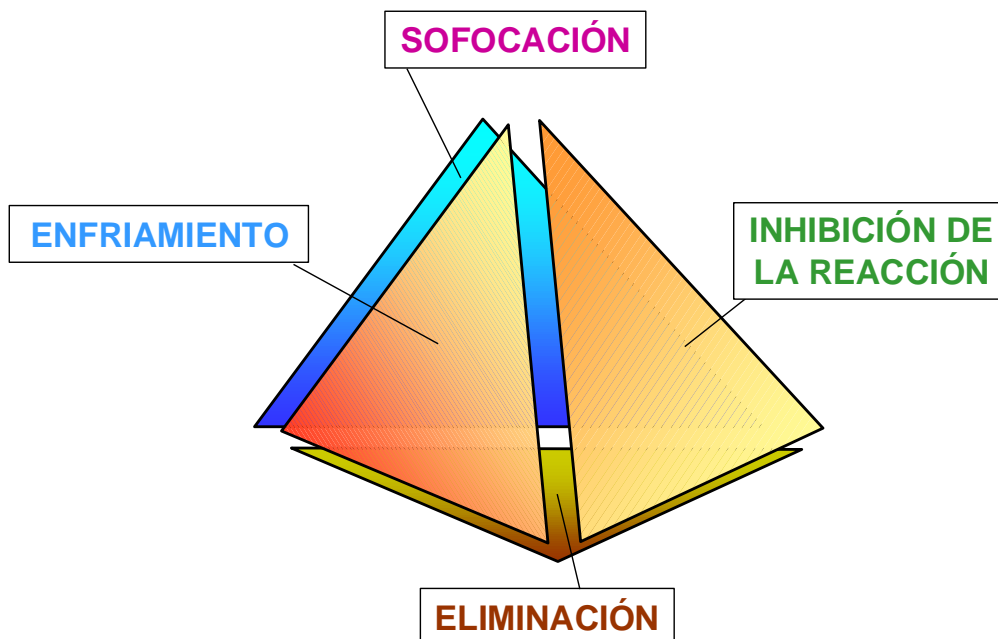 SOFOCACIÓN
ENFRIAMIENTO
INHIBICIÓN DE
LA REACCIÓN
ELIMINACIÓN